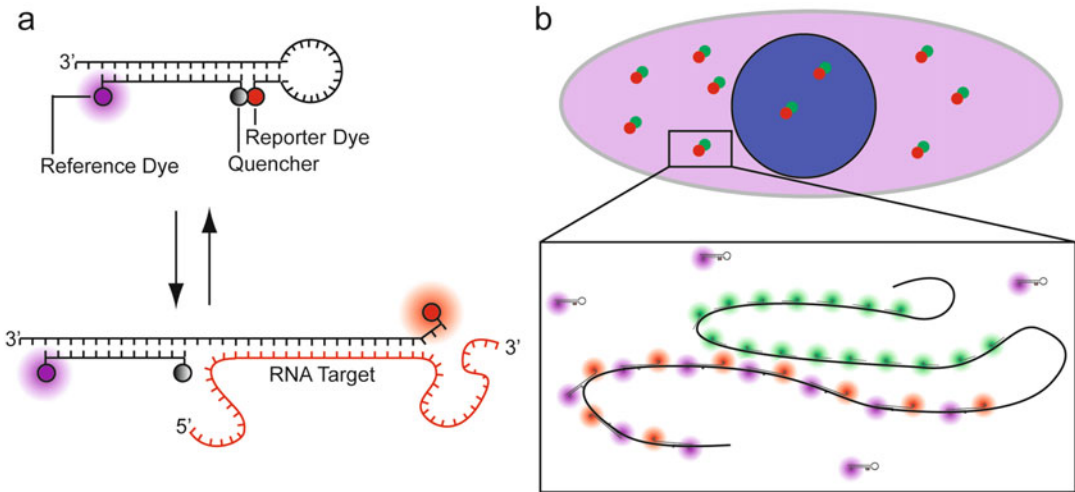 a
3'
Reporter Dye
Quencher
Reference Dye
3'
3'
RNA Target
5'
b